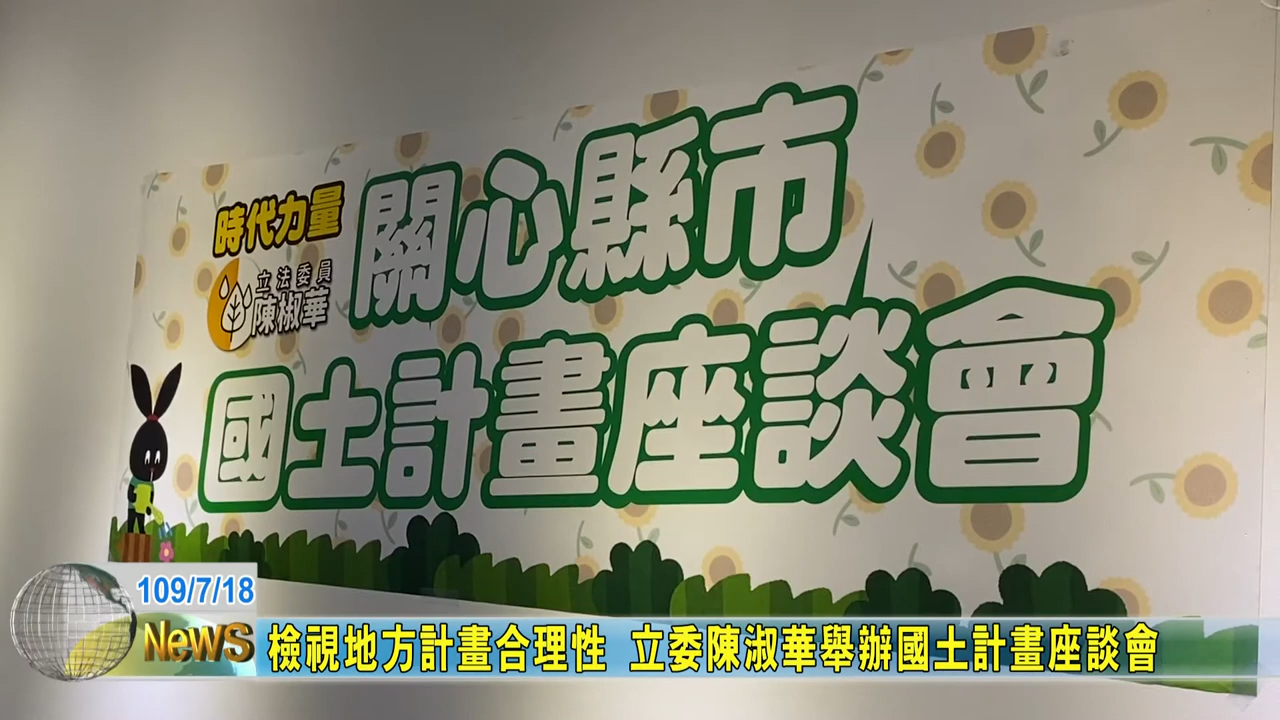 時代力量
立法委員
陳椒華
關心縣市
國土計畫座談會
109/7/18
News
檢視地方計畫合理性 立委陳淑華舉辦國土計畫座談會